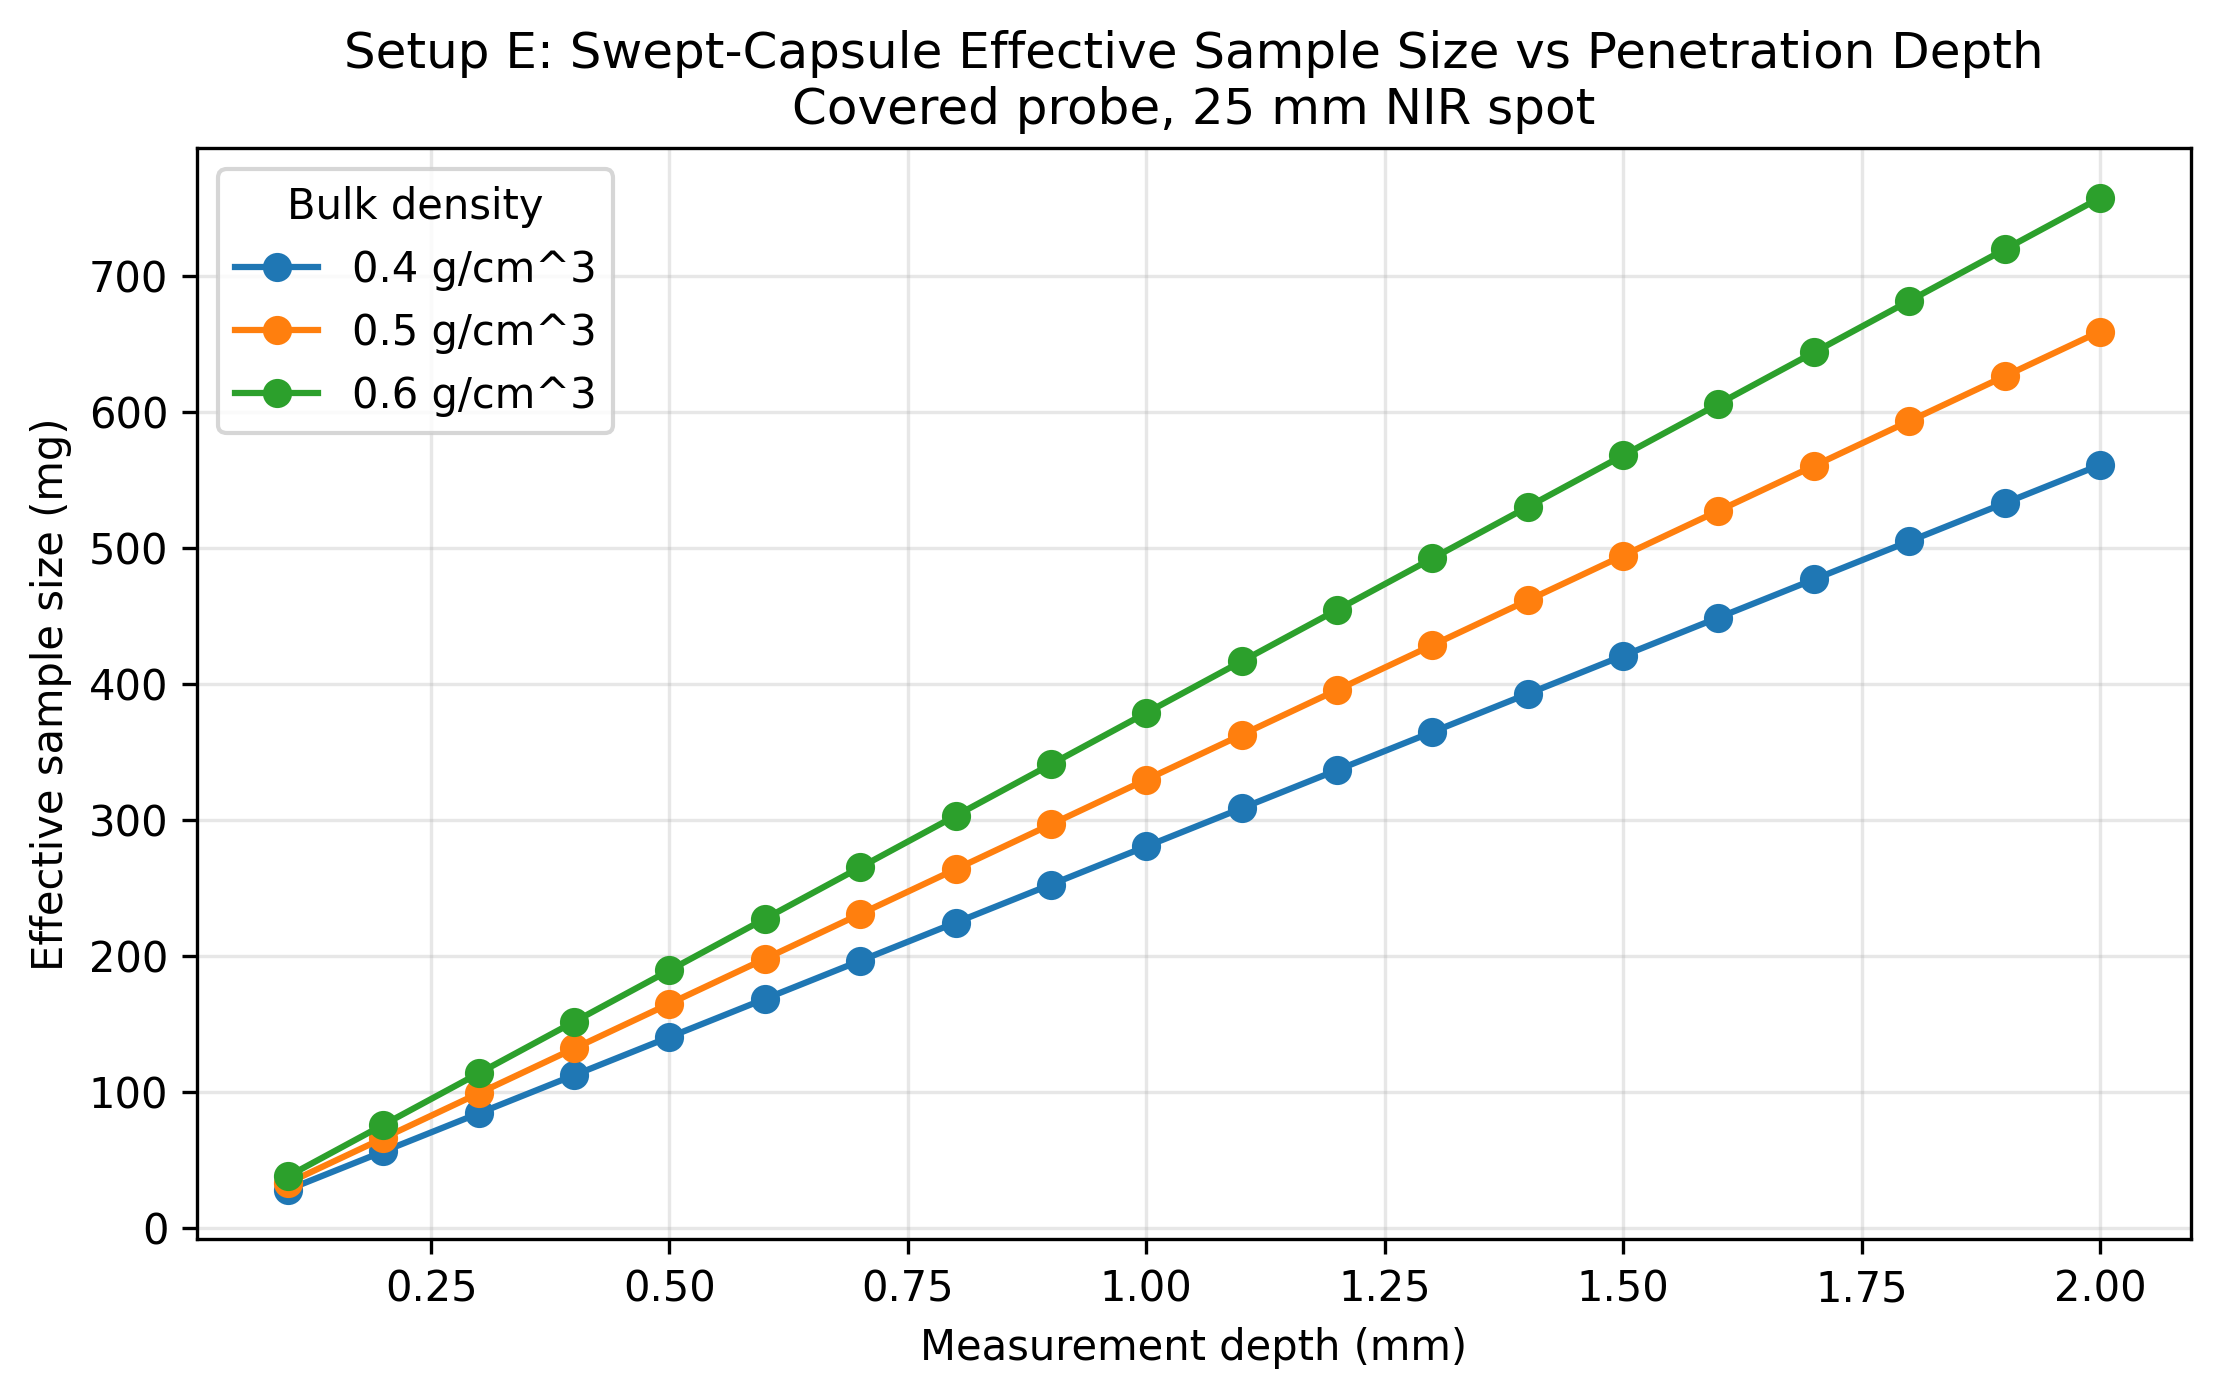 Setup E: Swept-Capsule Effective Sample Size vs Penetration Depth
Covered probe, 25 mm NIR spot
Bulk density
0.4 g/cm^3
0.5 g/cm^3
0.6 g/cm^3
Effective sample size (mg)
700
600
500
400
300
200
100
0
0.25 0.50 0.75 1.00 1.25 1.50 1.75 2.00
Measurement depth (mm)